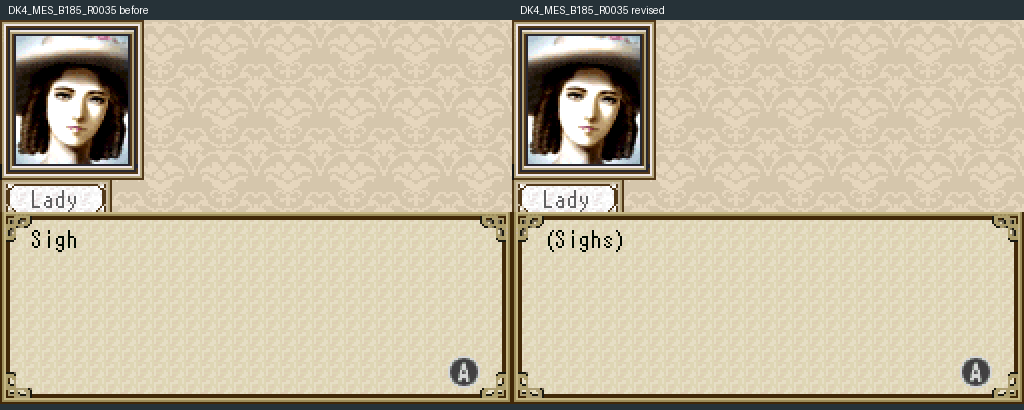 DK4_MES_B185_R0035 before
DK4_MES_B185_R0035 revised
Lady
Sigh
A
Lady
(Sighs)
A